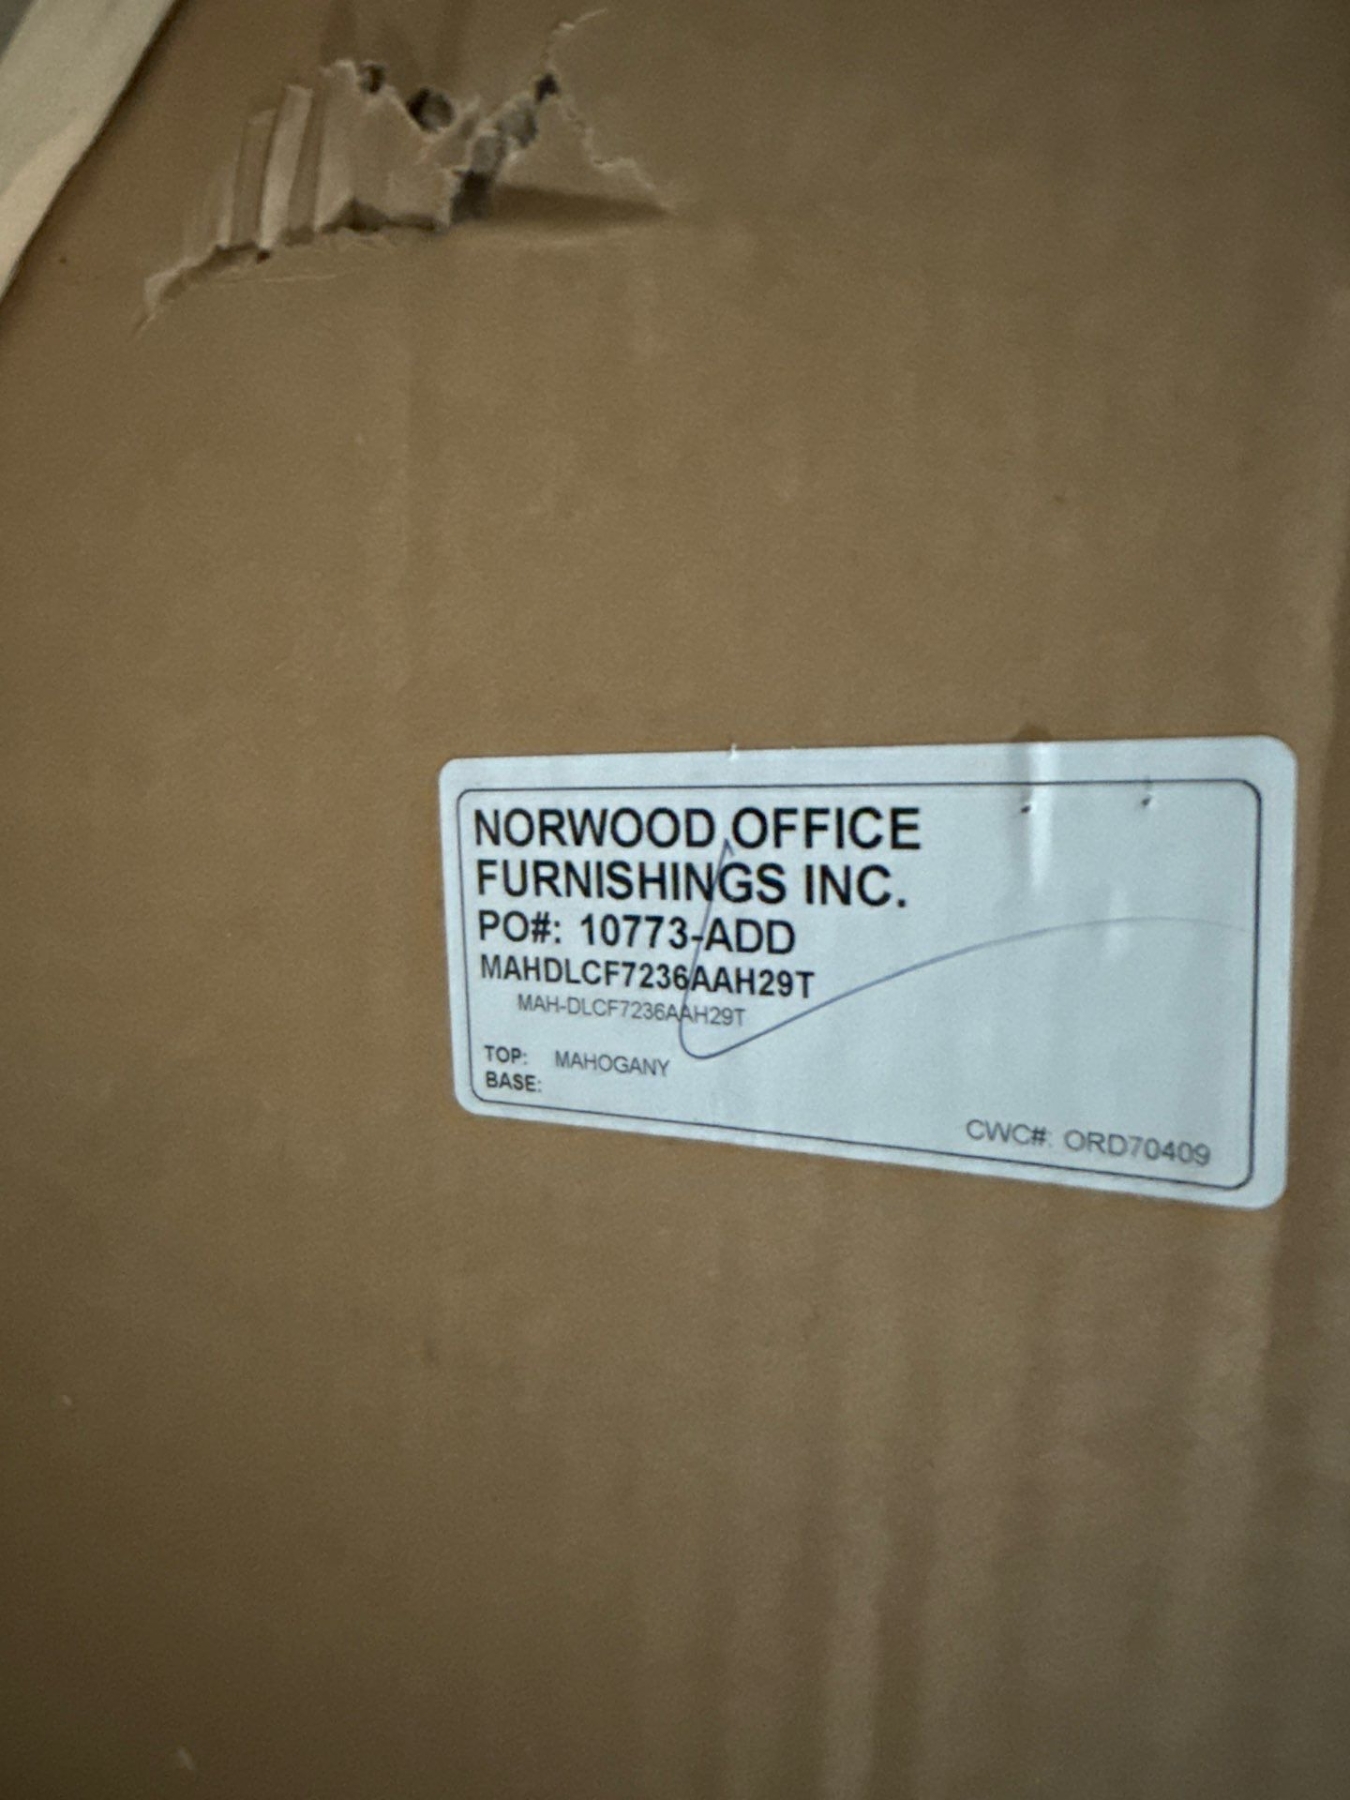 NORWOOD OFFICE
FURNISHINGS INC.
PO#: 10773-ADD
MAHDLCF7236AAH29T
MAH-DLCF7236AAH29T
TOP: MAHOGANY
BASE:
CWC#: ORD70409